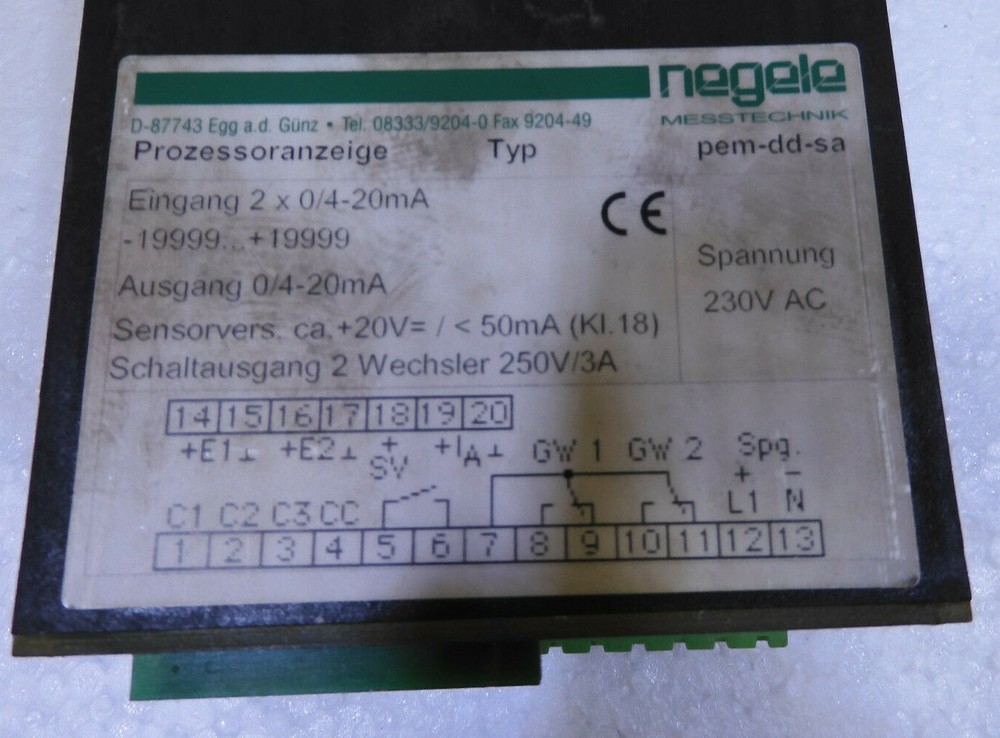 negele
MESSTECHNIK
D-87743 Egg a.d. Günz • Tel. 08333/9204-0 Fax 9204-49
Prozessoranzeige Typ pem-dd-sa
Eingang 2 x 0/4-20mA CE
-19999...+19999
Spannung
Ausgang 0/4-20mA
230V AC
Sensorvers. ca.+20V= / < 50mA (Kl.18)
Schaltausgang 2 Wechsler 250V/3A
14 15 16 17 18 19 20
+E1⊥ +E2⊥ + +IA⊥ GW 1 GW 2 Spg.
SV + -
C1 C2 C3 CC L1 N
1 2 3 4 5 6 7 8 9 10 11 12 13